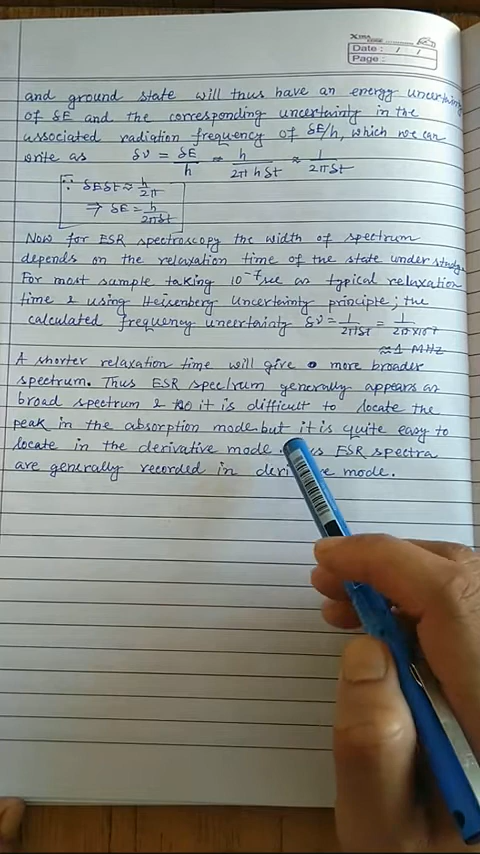 XTRA
Date : / /
Page :
and ground state will thus have an energy uncertainty
of δE and the corresponding uncertainty in the
associated radiation frequency of δE/h, which we can
write as δν = δE/h ≈ h/2π h δt ≈ 1/2πδt
∵ δEδt ≈ h/2π
⇒ δE = h/2πδt
Now for ESR spectroscopy the width of spectrum
depends on the relaxation time of the state under study.
For most sample taking 10⁻⁷ sec as typical relaxation
time & using Heisenberg Uncertainty principle; the
calculated frequency uncertainty δν = 1/2πδt = 1/2π×10⁻⁷
≈ 1 MHz
A shorter relaxation time will give more broader
spectrum. Thus ESR spectrum generally appears as
broad spectrum & so it is difficult to locate the
peak in the absorption mode but it is quite easy to
locate in the derivative mode. ESR spectra
are generally recorded in mode.